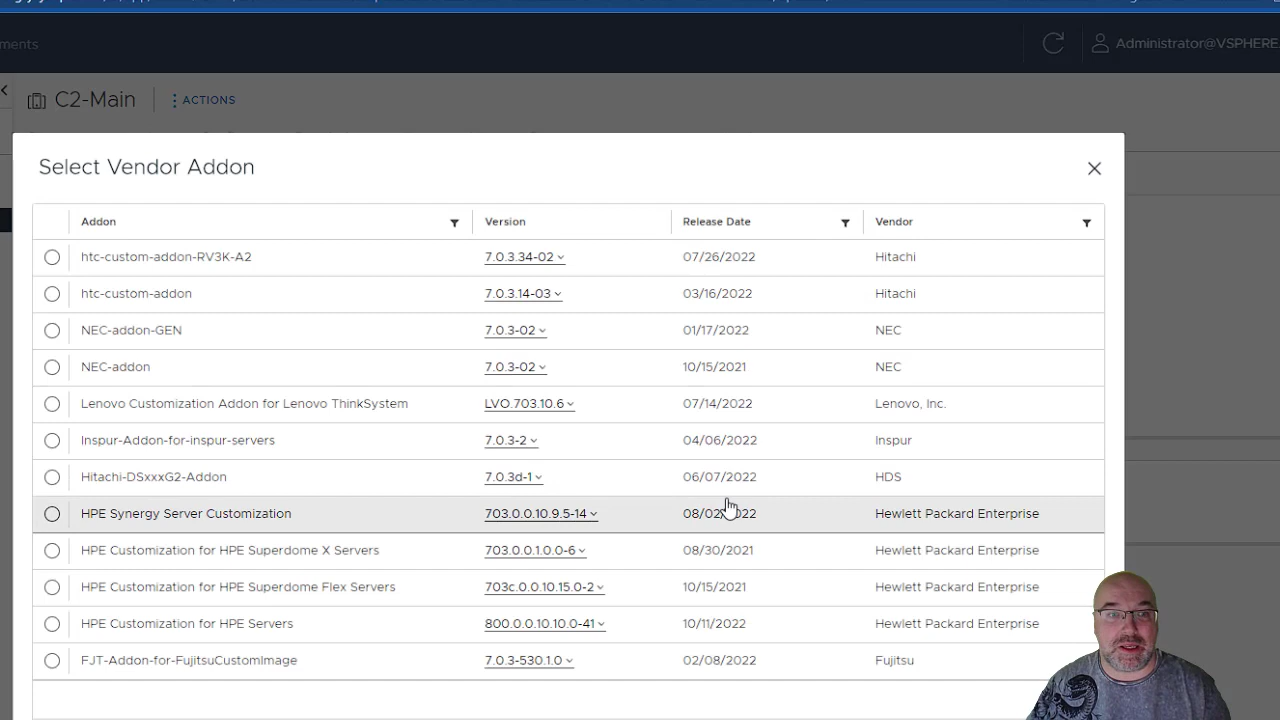 ments
Administrator@VSPHERE
C2-Main
ACTIONS
Select Vendor Addon
Addon Version Release Date Vendor
htc-custom-addon-RV3K-A2 7.0.3.34-02 07/26/2022 Hitachi
htc-custom-addon 7.0.3.14-03 03/16/2022 Hitachi
NEC-addon-GEN 7.0.3-02 01/17/2022 NEC
NEC-addon 7.0.3-02 10/15/2021 NEC
Lenovo Customization Addon for Lenovo ThinkSystem LVO.703.10.6 07/14/2022 Lenovo, Inc.
Inspur-Addon-for-inspur-servers 7.0.3-2 04/06/2022 Inspur
Hitachi-DSxxxG2-Addon 7.0.3d-1 06/07/2022 HDS
HPE Synergy Server Customization 703.0.0.10.9.5-14 08/02/2022 Hewlett Packard Enterprise
HPE Customization for HPE Superdome X Servers 703.0.0.1.0.0-6 08/30/2021 Hewlett Packard Enterprise
HPE Customization for HPE Superdome Flex Servers 703c.0.0.10.15.0-2 10/15/2021 Hewlett Packard Enterprise
HPE Customization for HPE Servers 800.0.0.10.10.0-41 10/11/2022 Hewlett Packard Enterprise
FJT-Addon-for-FujitsuCustomImage 7.0.3-530.1.0 02/08/2022 Fujitsu